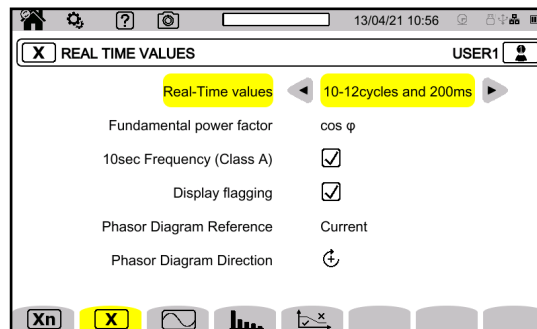 ?
13/04/21 10:56
X REAL TIME VALUES USER1
Real-Time values 10-12cycles and 200ms
Fundamental power factor cos φ
10sec Frequency (Class A)
Display flagging
Phasor Diagram Reference Current
Phasor Diagram Direction +
Xn X x